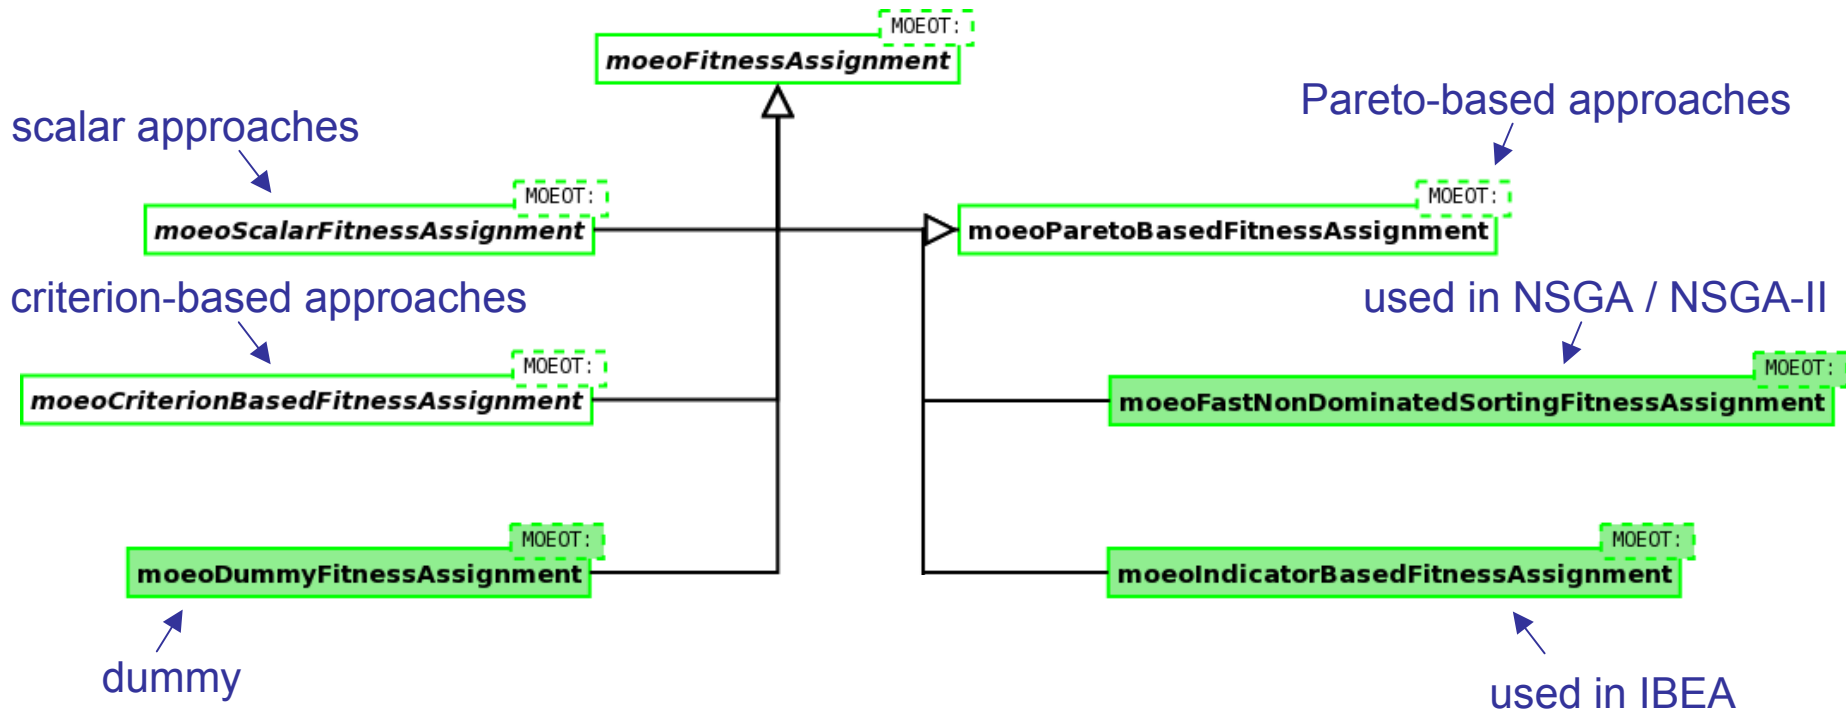 MOEOT:
moeoFitnessAssignment
scalar approaches
Pareto-based approaches
MOEOT:
moeoScalarFitnessAssignment
MOEOT:
moeoParetoBasedFitnessAssignment
criterion-based approaches
used in NSGA / NSGA-II
MOEOT:
moeoCriterionBasedFitnessAssignment
MOEOT:
moeoFastNonDominatedSortingFitnessAssignment
MOEOT:
moeoDummyFitnessAssignment
MOEOT:
moeoIndicatorBasedFitnessAssignment
dummy
used in IBEA